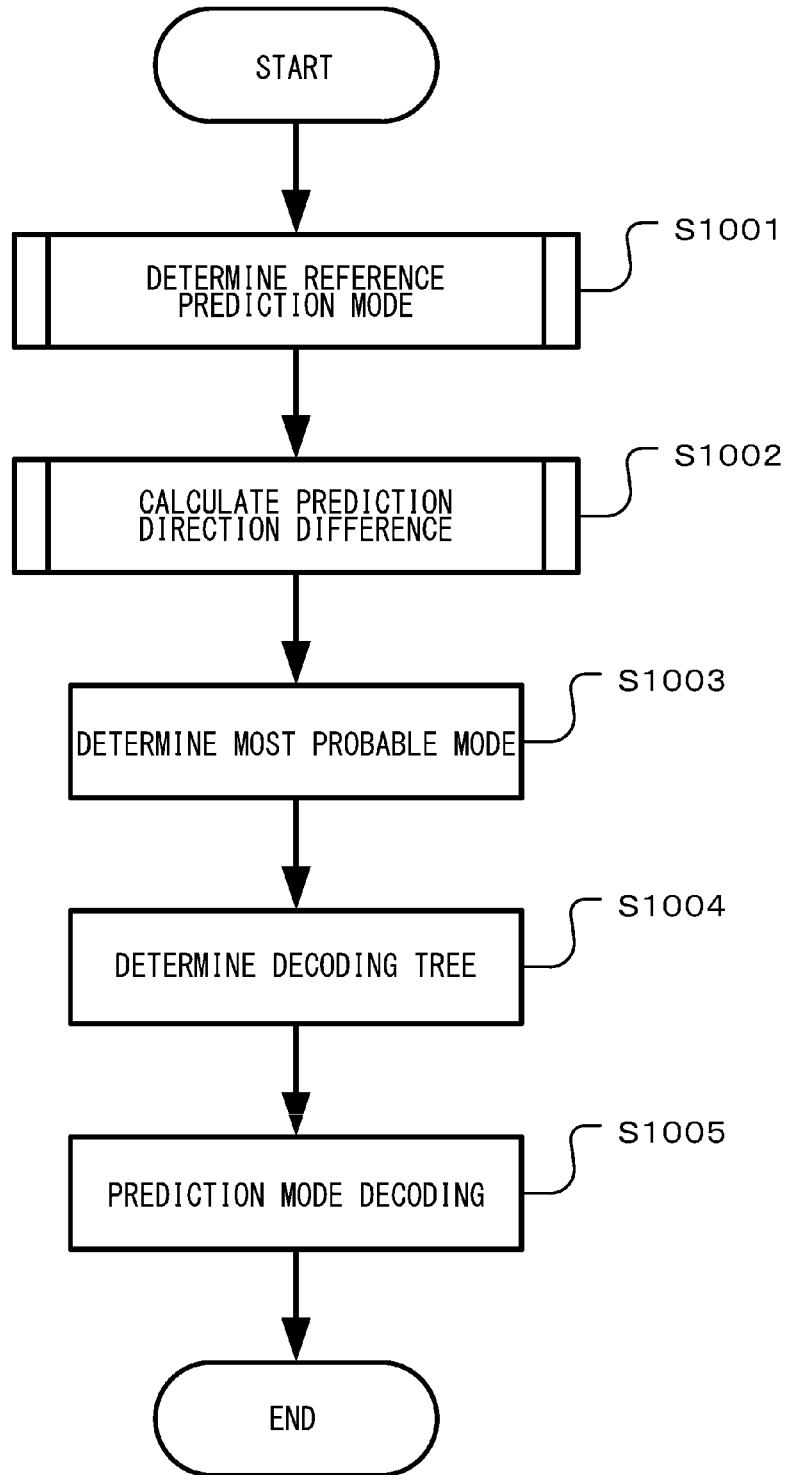 START
S1001
DETERMINE REFERENCE
PREDICTION MODE
S1002
CALCULATE PREDICTION
DIRECTION DIFFERENCE
S1003
DETERMINE MOST PROBABLE MODE
S1004
DETERMINE DECODING TREE
S1005
PREDICTION MODE DECODING
END